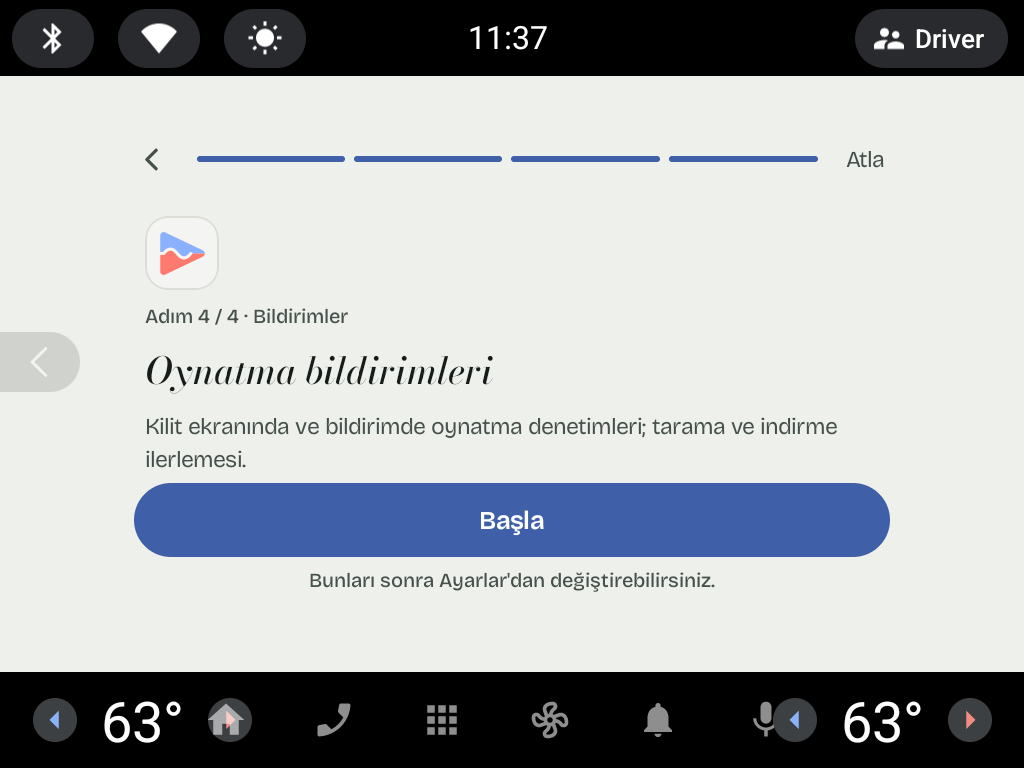 11:37
Driver
Atla
Adım 4 / 4 · Bildirimler
Oynatma bildirimleri
Kilit ekranında ve bildirimde oynatma denetimleri; tarama ve indirme
ilerlemesi.
Başla
Bunları sonra Ayarlar'dan değiştirebilirsiniz.
63° 63°